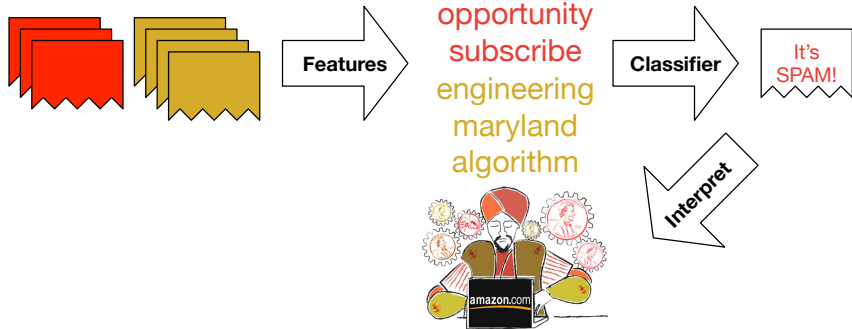 Features
opportunity
subscribe
engineering
maryland
algorithm
Classifier
It's
SPAM!
Interpret
amazon.com